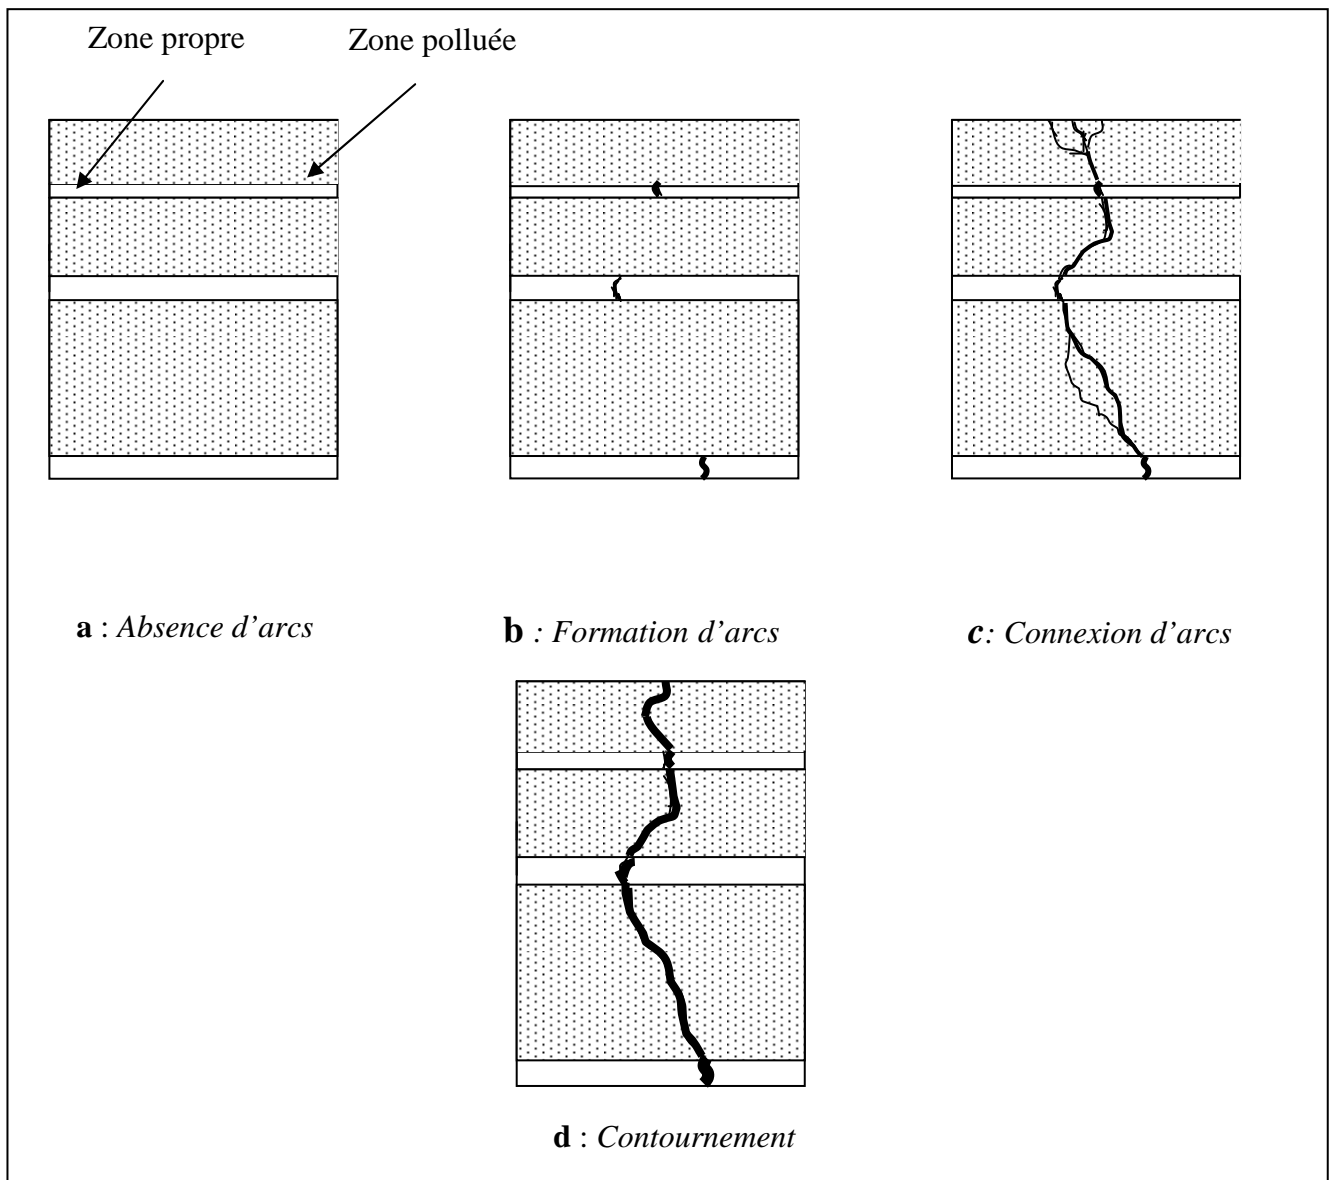 Zone propre
Zone polluée
a : Absence d’arcs
b : Formation d’arcs
c: Connexion d’arcs
d : Contournement